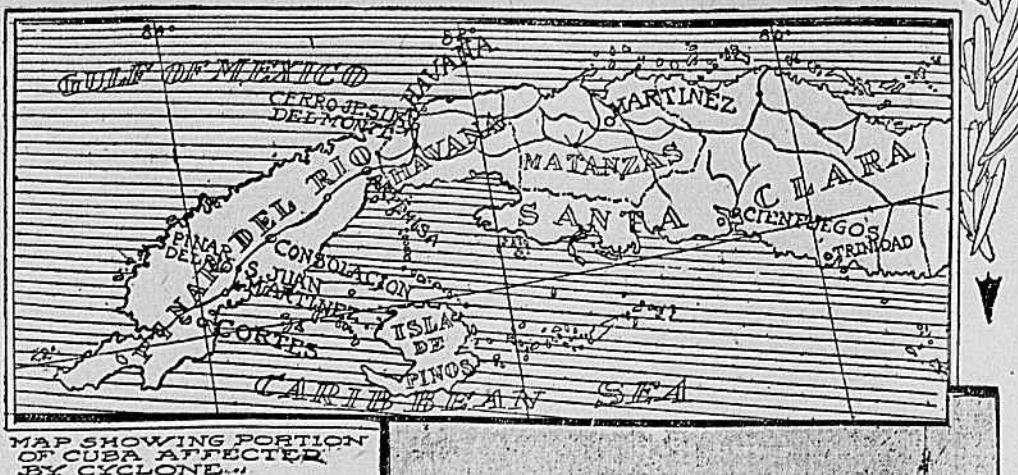 84°
82°
80°
GULF OF MEXICO
HAVANA
CERRO JESUS
DEL MONTE
MARTINEZ
HAVANA
MATANZAS
PINAR DEL RIO
SANTA CLARA
CIENFUEGOS
TRINIDAD
PINAR
DEL RIO
CONSOLACION
S. JUAN
MARTINEZ
CORTES
ISLA
DE
PINOS
22°
CARIBBEAN SEA
MAP SHOWING PORTION
OF CUBA AFFECTED
BY CYCLONE